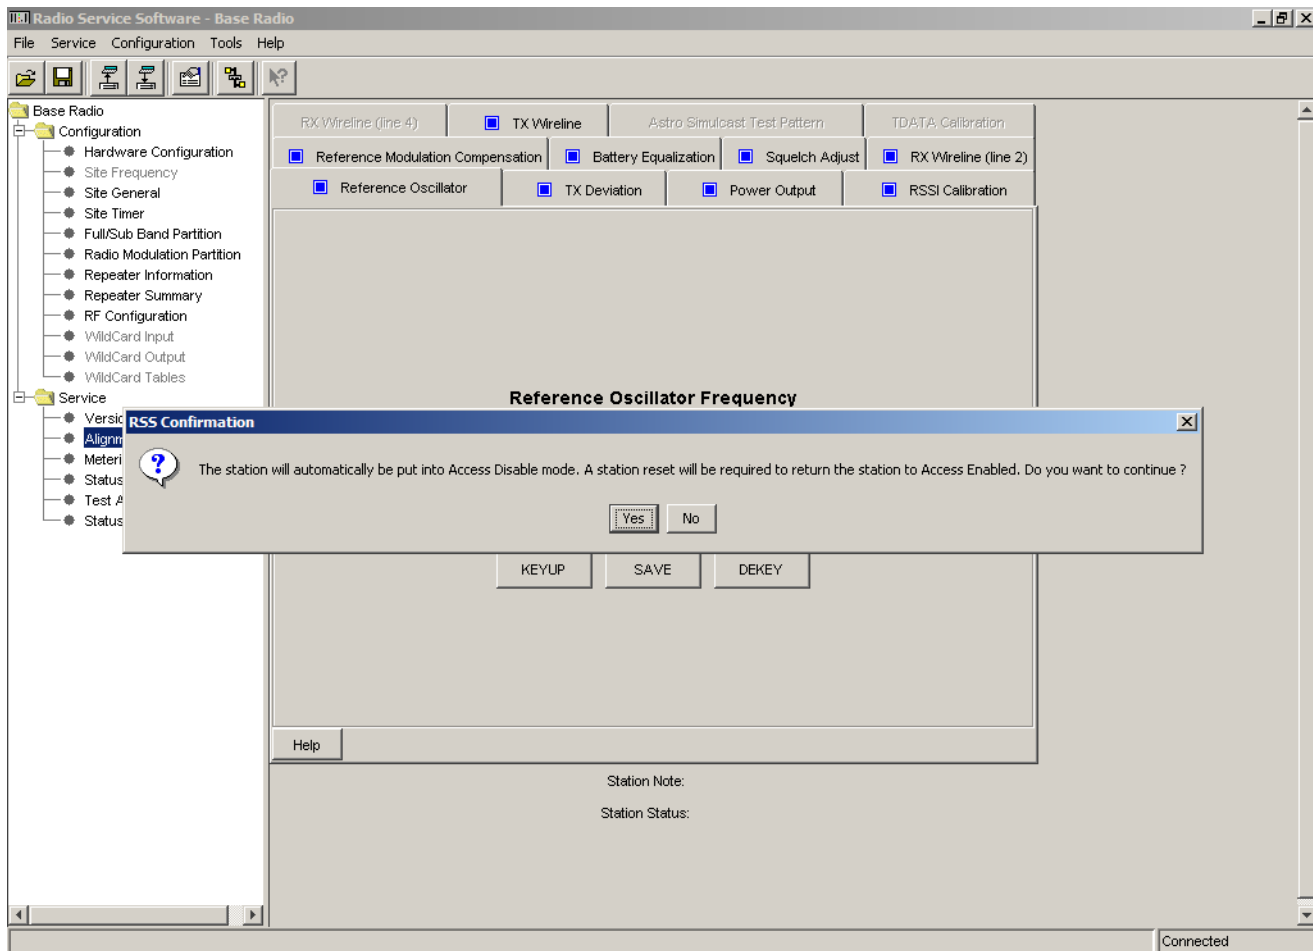 Radio Service Software - Base Radio
File Service Configuration Tools Help
Base Radio
Configuration
Hardware Configuration
Site Frequency
Site General
Site Timer
Full/Sub Band Partition
Radio Modulation Partition
Repeater Information
Repeater Summary
RF Configuration
WildCard Input
WildCard Output
WildCard Tables
Service
Alignm
Meteri
Status
Test A
Status
RX Wireline (line 4) TX Wireline Astro Simulcast Test Pattern TDATA Calibration
Reference Modulation Compensation Battery Equalization Squelch Adjust RX Wireline (line 2)
Reference Oscillator TX Deviation Power Output RSSI Calibration
Reference Oscillator Frequency
RSS Confirmation
The station will automatically be put into Access Disable mode. A station reset will be required to return the station to Access Enabled. Do you want to continue ?
Yes No
KEYUP SAVE DEKEY
Help
Station Note:
Station Status:
Connected